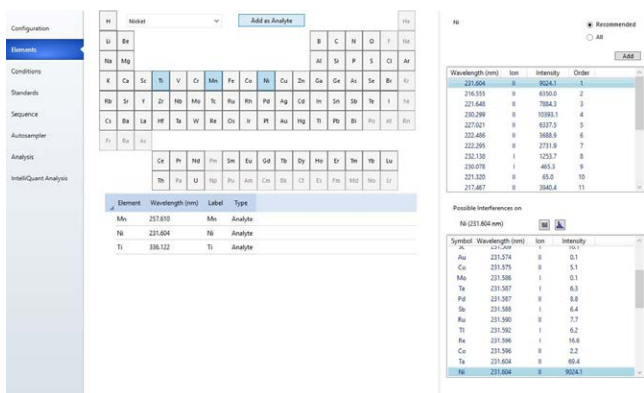 Configuration
Elements
Conditions
Standards
Sequence
Autosampler
Analysis
IntelliQuant Analysis
Nickel
Add as Analyte
H He
Li Be B C N O F Ne
Na Mg Al Si P S Cl Ar
K Ca Sc Ti V Cr Mn Fe Co Ni Cu Zn Ga Ge As Se Br Kr
Rb Sr Y Zr Nb Mo Tc Ru Rh Pd Ag Cd In Sn Sb Te I Xe
Cs Ba La Hf Ta W Re Os Ir Pt Au Hg Tl Pb Bi Po At Rn
Fr Ra Ac
Ce Pr Nd Pm Sm Eu Gd Tb Dy Ho Er Tm Yb Lu
Th Pa U Np Pu Am Cm Bk Cf Es Fm Md No Lr
Element Wavelength (nm) Label Type
Mn 257.610 Mn Analyte
Ni 231.604 Ni Analyte
Ti 336.122 Ti Analyte
Ni
Recommended
All
Add
Wavelength (nm) Ion Intensity Order
231.604 II 9024.1 1
216.555 II 6350.0 2
221.648 II 7884.3 3
230.299 II 10393.1 4
227.021 II 6337.5 5
222.486 II 3688.9 6
222.295 II 2731.9 7
232.138 I 1253.7 8
230.078 I 465.3 9
221.320 II 65.0 10
217.467 II 3940.4 11
Possible Interferences on
Ni (231.604 nm)
Symbol Wavelength (nm) Ion Intensity
Sc 231.569 I 10.1
Au 231.574 II 0.1
Co 231.575 II 5.1
Mo 231.586 I 0.1
Te 231.587 I 6.3
Pd 231.587 II 8.8
Sb 231.588 I 6.4
Ru 231.590 II 7.7
Tl 231.592 I 6.2
Re 231.596 I 16.6
Co 231.596 II 2.2
Ta 231.604 II 69.4
Ni 231.604 II 9024.1